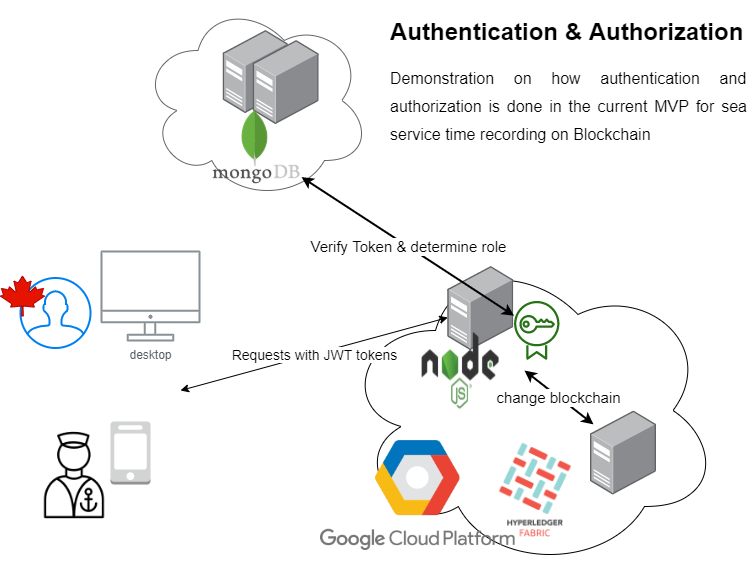 Authentication & Authorization
Demonstration on how authentication and
authorization is done in the current MVP for sea
service time recording on Blockchain
mongoDB
Verify Token & determine role
desktop
Requests with JWT tokens
node
JS
change blockchain
HYPERLEDGER
FABRIC
Google Cloud Platform